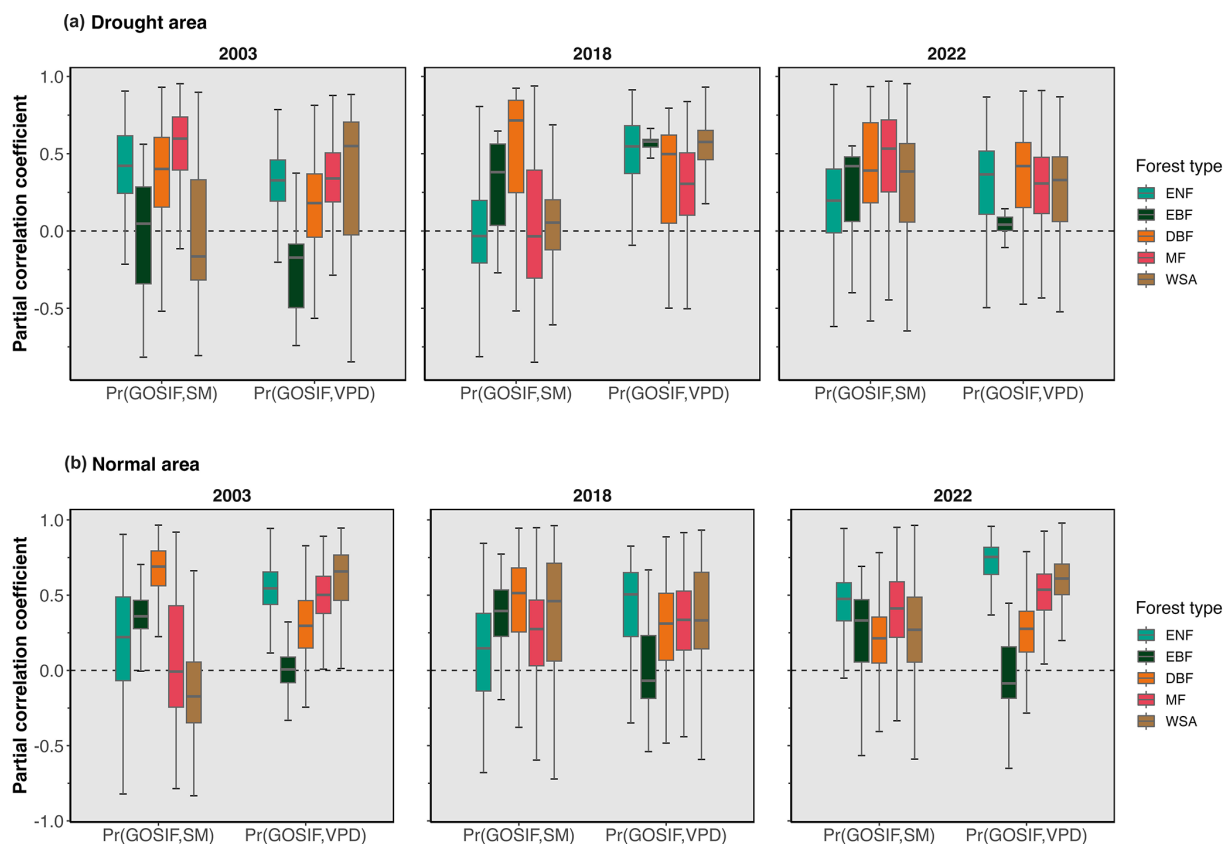 (a) Drought area
2003
2018
2022
Partial correlation coefficient
1.0
0.5
0.0
-0.5
Pr(GOSIF,SM)
Pr(GOSIF,VPD)
Pr(GOSIF,SM)
Pr(GOSIF,VPD)
Pr(GOSIF,SM)
Pr(GOSIF,VPD)
Forest type
ENF
EBF
DBF
MF
WSA
(b) Normal area
2003
2018
2022
Partial correlation coefficient
1.0
0.5
0.0
-0.5
-1.0
Pr(GOSIF,SM)
Pr(GOSIF,VPD)
Pr(GOSIF,SM)
Pr(GOSIF,VPD)
Pr(GOSIF,SM)
Pr(GOSIF,VPD)
Forest type
ENF
EBF
DBF
MF
WSA